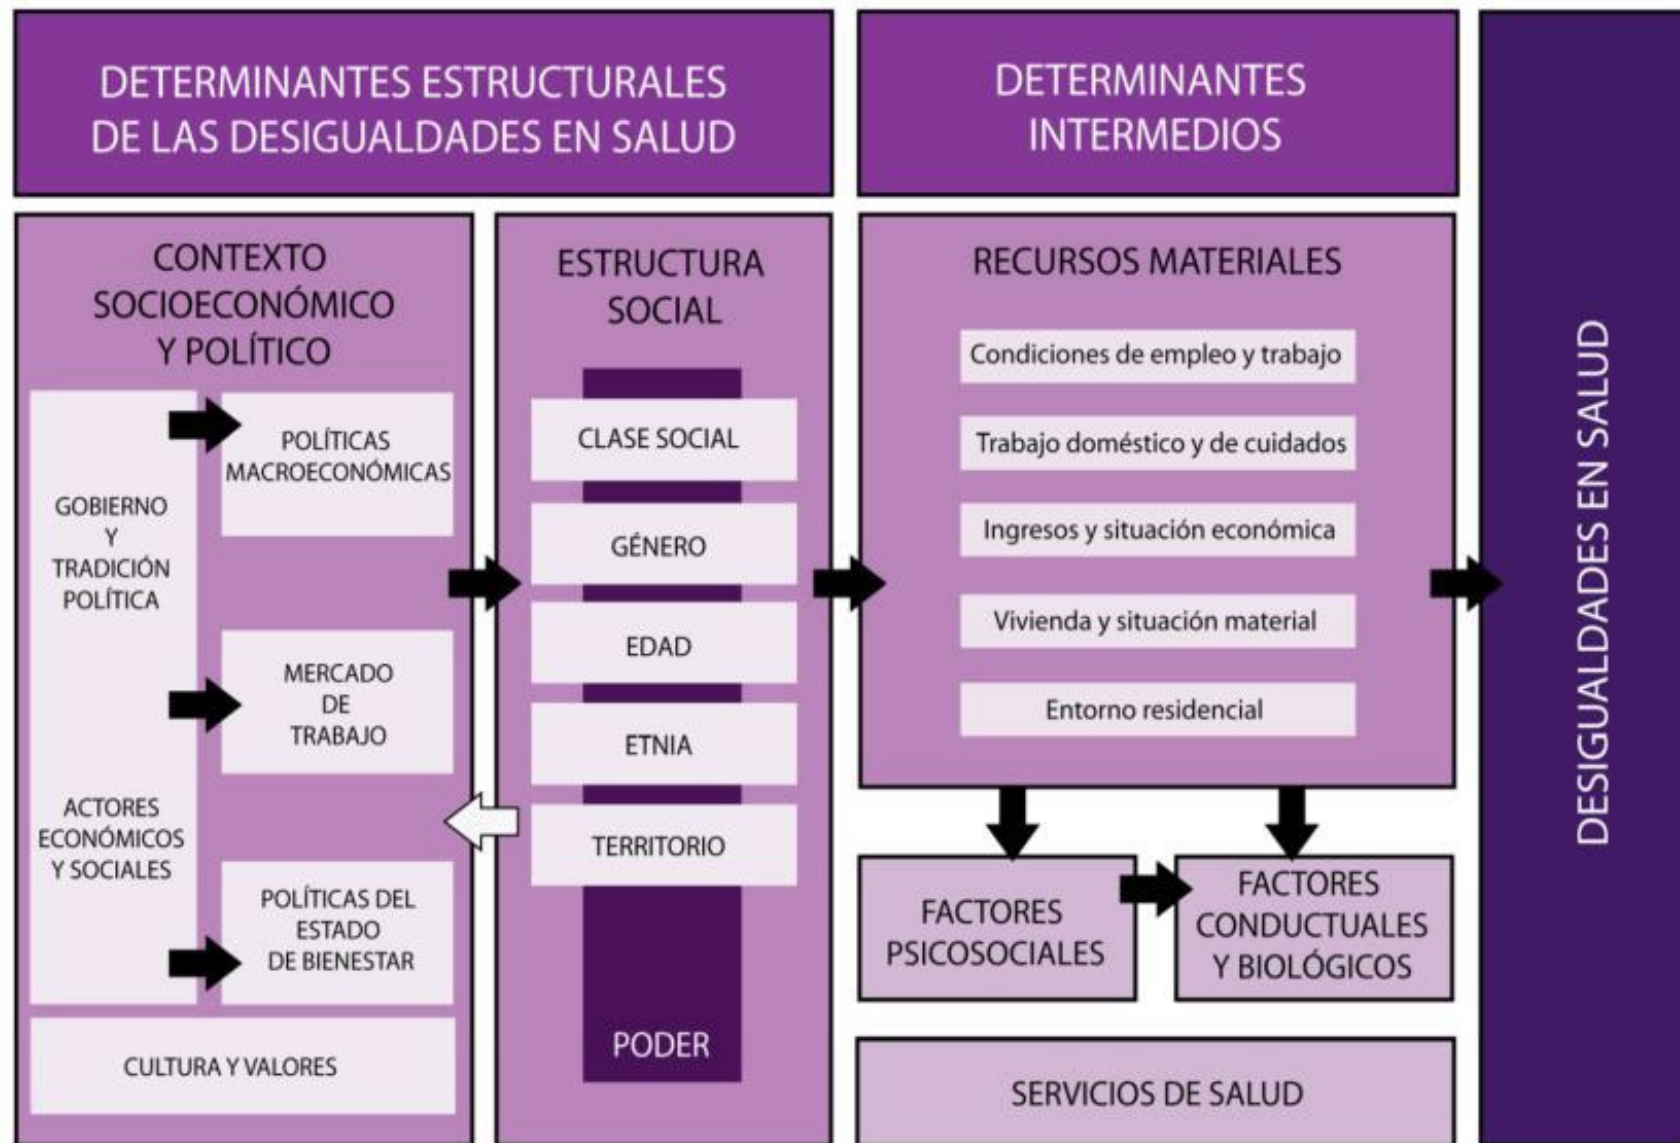 DETERMINANTES ESTRUCTURALES
DE LAS DESIGUALDADES EN SALUD
DETERMINANTES
INTERMEDIOS
CONTEXTO
SOCIOECONÓMICO
Y POLÍTICO
GOBIERNO
Y
TRADICIÓN
POLÍTICA
ACTORES
ECONÓMICOS
Y SOCIALES
POLÍTICAS
MACROECONÓMICAS
MERCADO
DE
TRABAJO
POLÍTICAS DEL
ESTADO
DE BIENESTAR
CULTURA Y VALORES
ESTRUCTURA
SOCIAL
CLASE SOCIAL
GÉNERO
EDAD
ETNIA
TERRITORIO
PODER
RECURSOS MATERIALES
Condiciones de empleo y trabajo
Trabajo doméstico y de cuidados
Ingresos y situación económica
Vivienda y situación material
Entorno residencial
FACTORES
PSICOSOCIALES
FACTORES
CONDUCTUALES
Y BIOLÓGICOS
SERVICIOS DE SALUD
DESIGUALDADES EN SALUD